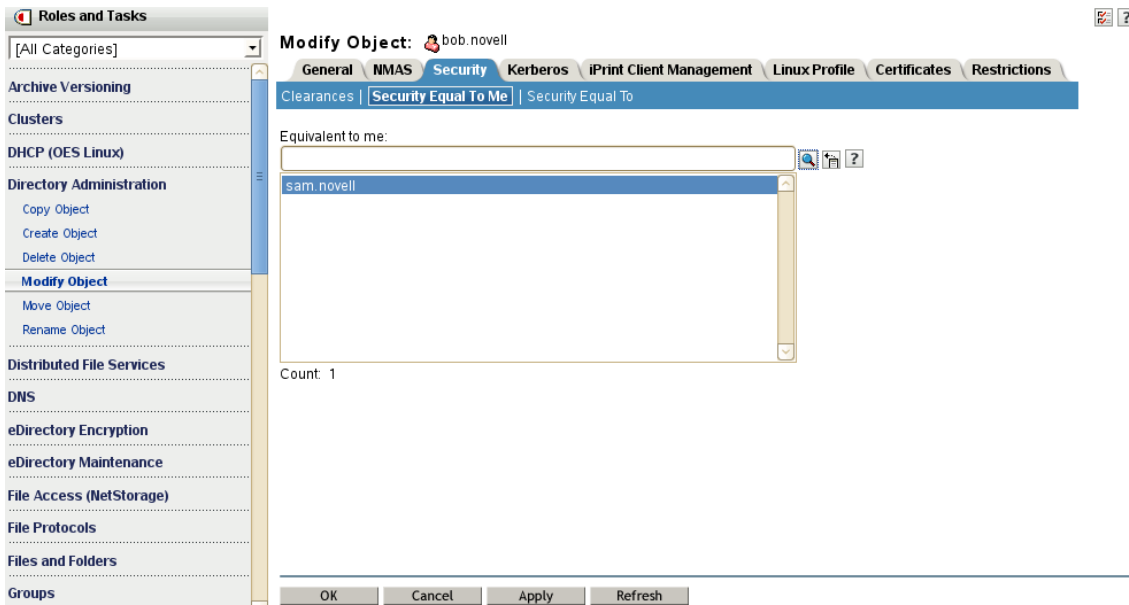 Roles and Tasks
[All Categories]
Archive Versioning
Clusters
DHCP (OES Linux)
Directory Administration
Copy Object
Create Object
Delete Object
Modify Object
Move Object
Rename Object
Distributed File Services
DNS
eDirectory Encryption
eDirectory Maintenance
File Access (NetStorage)
File Protocols
Files and Folders
Groups
?
Modify Object: bob.novell
General NMAS Security Kerberos iPrint Client Management Linux Profile Certificates Restrictions
Clearances | Security Equal To Me | Security Equal To
Equivalent to me:
?
sam.novell
Count: 1
OK Cancel Apply Refresh